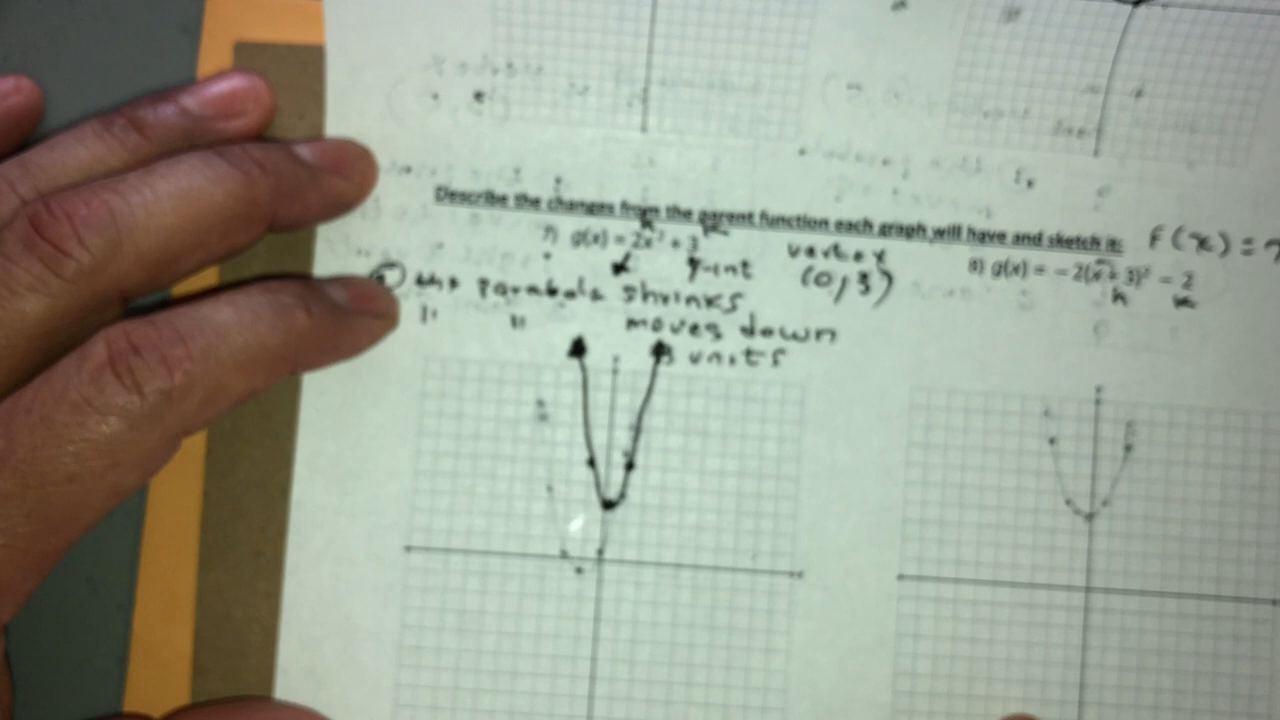 Describe the changes from the parent function each graph will have and sketch it:
F(x) =
7) g(x) = 2x² + 3
y-int
vertex
(0,3)
8) g(x) = -2(x + 3)² - 2
h k
the parabola shrinks
" " moves down
3 units